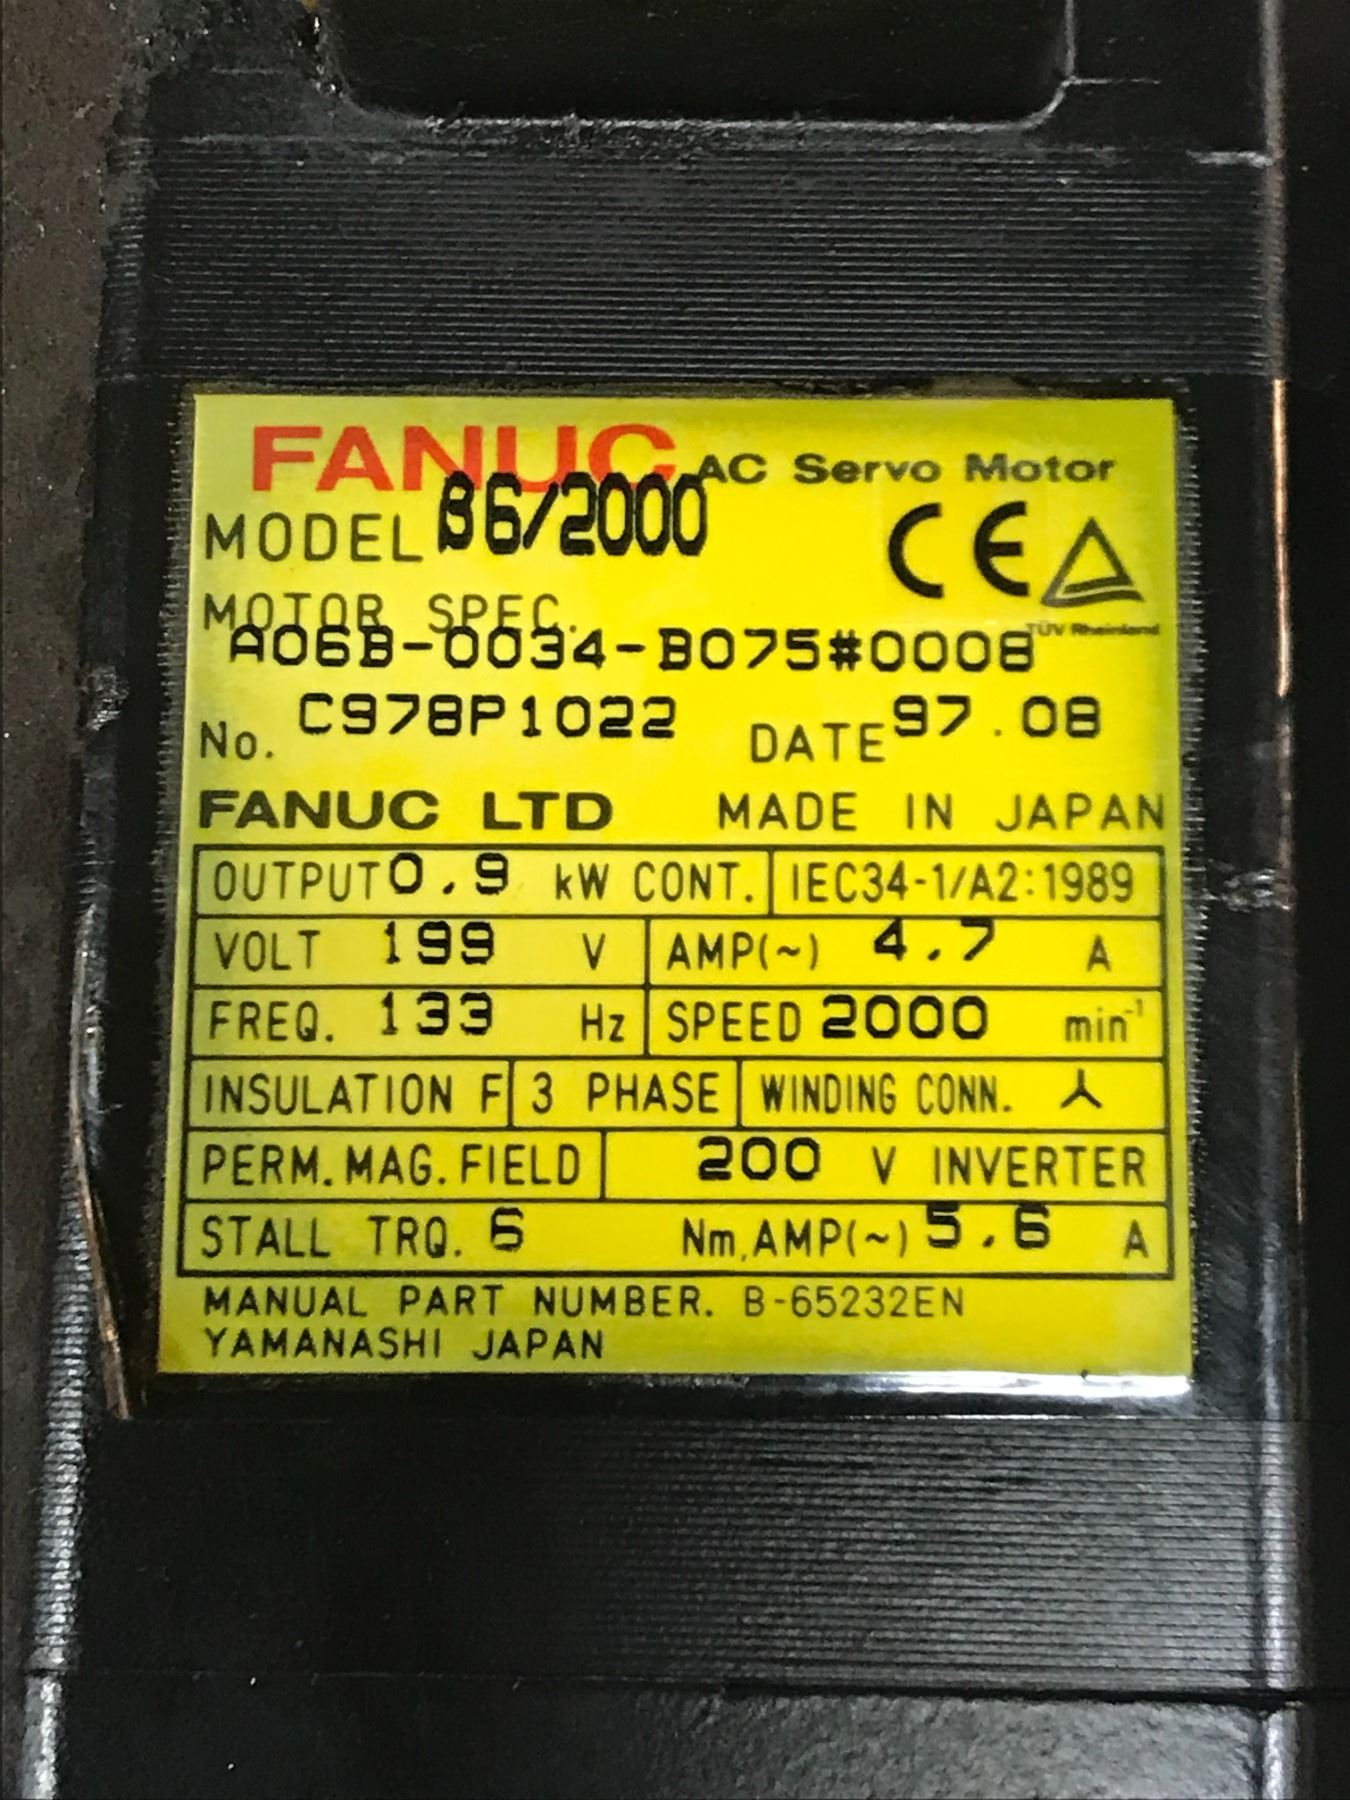 FANUC AC Servo Motor
MODEL β6/2000
CE
TÜV Rheinland
MOTOR SPEC.
A06B-0034-B075#0008
No. C978P1022 DATE 97.08
FANUC LTD MADE IN JAPAN
OUTPUT 0.9 kW CONT. IEC34-1/A2:1989
VOLT 199 V AMP(~) 4.7 A
FREQ. 133 Hz SPEED 2000 min⁻¹
INSULATION F 3 PHASE WINDING CONN.
PERM.MAG.FIELD 200 V INVERTER
STALL TRQ. 6 Nm,AMP(~) 5.6 A
MANUAL PART NUMBER. B-65232EN
YAMANASHI JAPAN